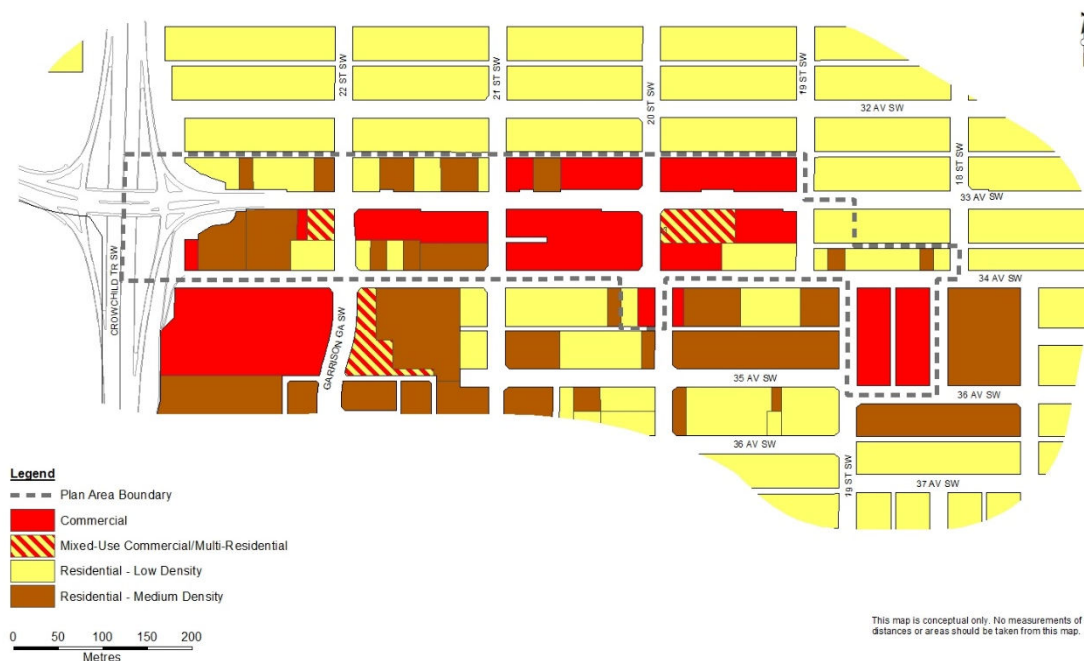 22 ST SW
21 ST SW
20 ST SW
19 ST SW
32 AV SW
18 ST SW
33 AV SW
34 AV SW
CROWCHILD TR SW
GARRISON GA SW
35 AV SW
36 AV SW
36 AV SW
19 ST SW
37 AV SW
Legend
Plan Area Boundary
Commercial
Mixed-Use Commercial/Multi-Residential
Residential - Low Density
Residential - Medium Density
0 50 100 150 200
Metres
This map is conceptual only. No measurements of
distances or areas should be taken from this map.